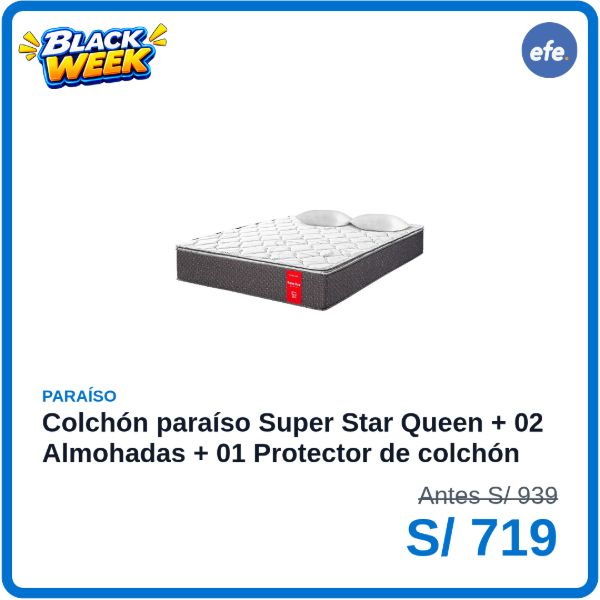 BLACK
WEEK
efe.
PARAÍSO
Colchón paraíso Super Star Queen + 02
Almohadas + 01 Protector de colchón
Antes S/ 939
S/ 719